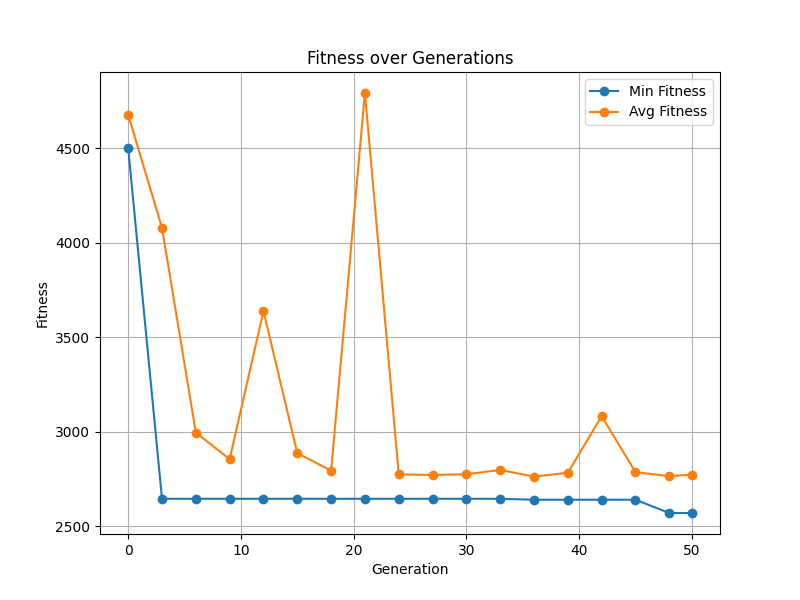 Fitness over Generations
Min Fitness
Avg Fitness
4500
4000
3500
3000
2500
Fitness
0 10 20 30 40 50
Generation